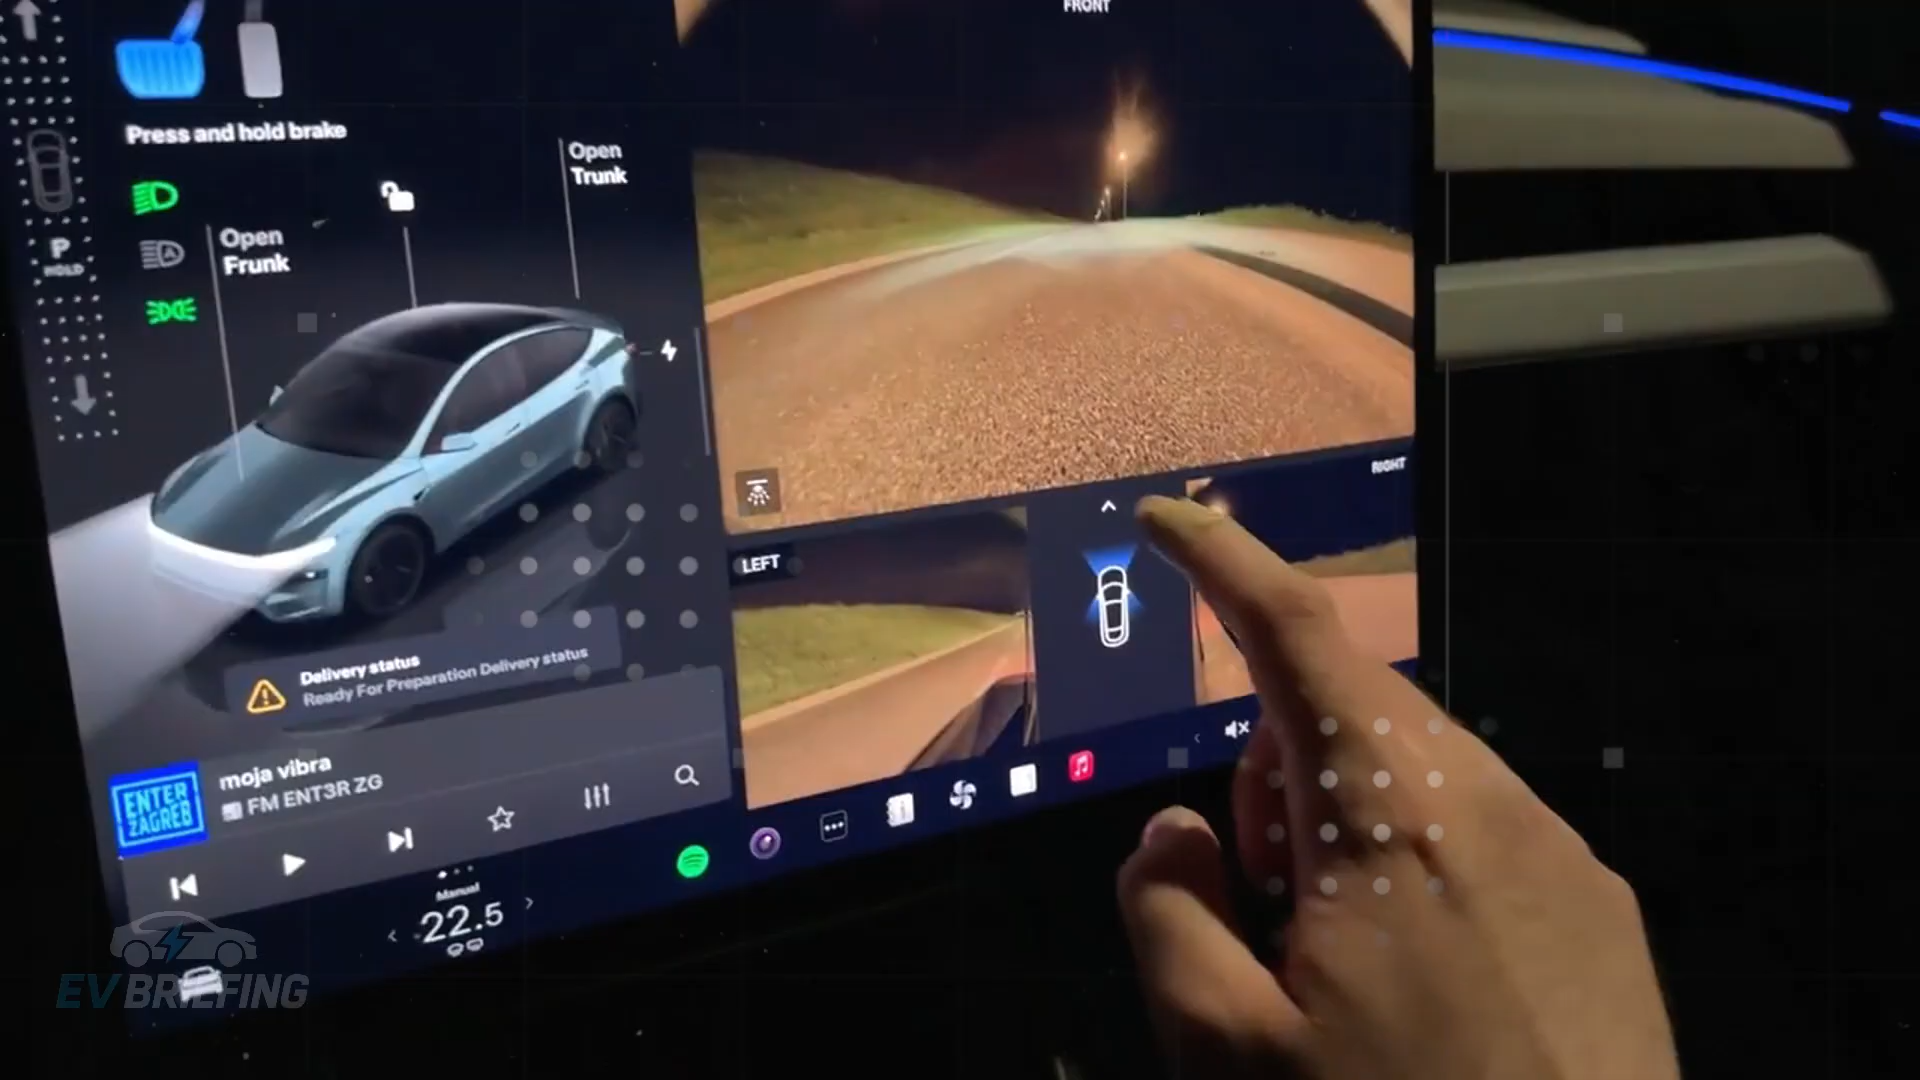 FRONT
Press and hold brake
Open
Trunk
Open
Frunk
P
HOLD
A
RIGHT
LEFT
Delivery status
Ready For Preparation Delivery status
ENTER
ZAGREB
moja vibra
FM ENT3R ZG
Manual
22.5
EV BRIEFING